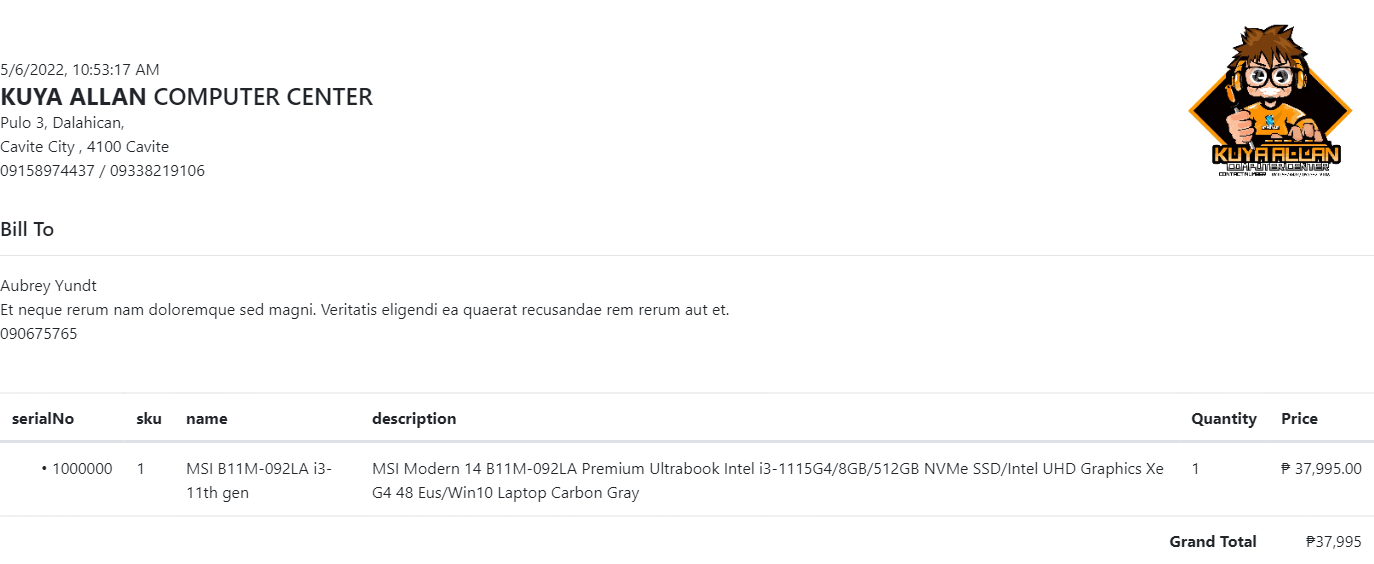 5/6/2022, 10:53:17 AM
KUYA ALLAN COMPUTER CENTER
Pulo 3, Dalahican,
Cavite City , 4100 Cavite
09158974437 / 09338219106
KUYA ALLAN
COMPUTER CENTER
CONTACT NUMBER
Bill To
Aubrey Yundt
Et neque rerum nam doloremque sed magni. Veritatis eligendi ea quaerat recusandae rem rerum aut et.
090675765
serialNo sku name description Quantity Price
• 1000000 1 MSI B11M-092LA i3- MSI Modern 14 B11M-092LA Premium Ultrabook Intel i3-1115G4/8GB/512GB NVMe SSD/Intel UHD Graphics Xe 1 ₱ 37,995.00
11th gen G4 48 Eus/Win10 Laptop Carbon Gray
Grand Total ₱37,995